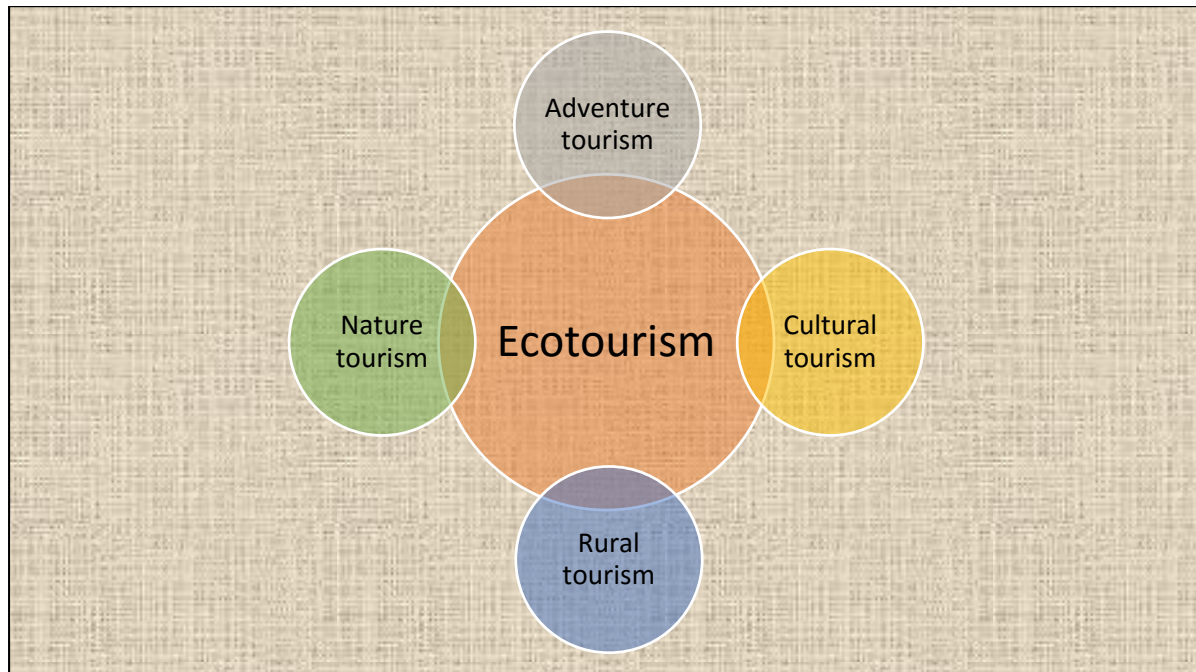 Adventure
tourism
Nature
tourism
Ecotourism
Cultural
tourism
Rural
tourism